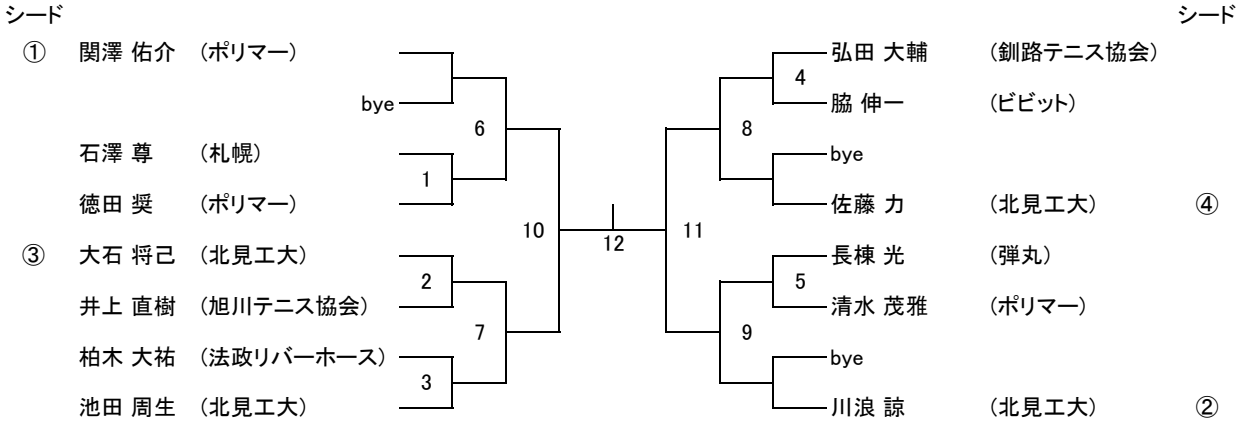 シード シード
① 関澤 佑介 (ポリマー) 弘田 大輔 (釧路テニス協会)
4
bye 脇 伸一 (ビビット)
6 8
石澤 尊 (札幌) bye
1
徳田 奨 (ポリマー) 佐藤 力 (北見工大) ④
10 12 11
③ 大石 将己 (北見工大) 長棟 光 (弾丸)
2 5
井上 直樹 (旭川テニス協会) 清水 茂雅 (ポリマー)
7 9
柏木 大祐 (法政リバーホース) bye
3
池田 周生 (北見工大) 川浪 諒 (北見工大) ②